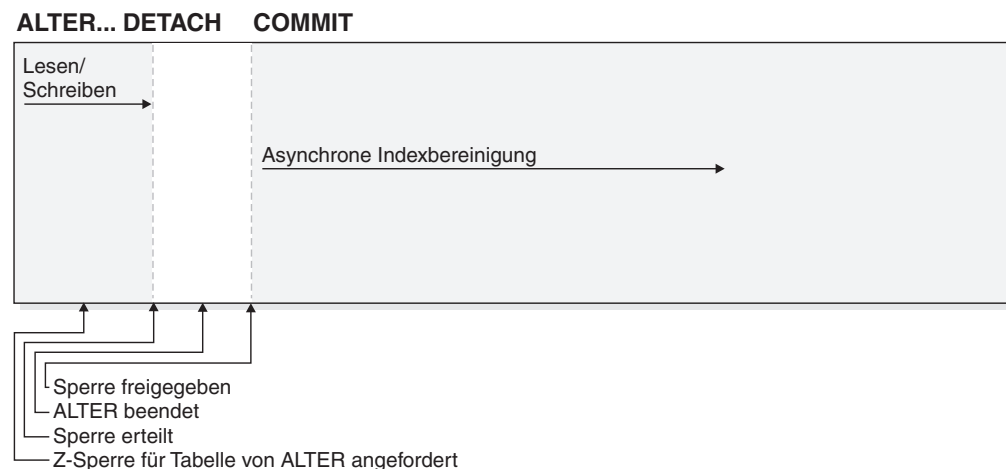 ALTER... DETACH COMMIT
Lesen/
Schreiben
Asynchrone Indexbereinigung
Sperre freigegeben
ALTER beendet
Sperre erteilt
Z-Sperre für Tabelle von ALTER angefordert